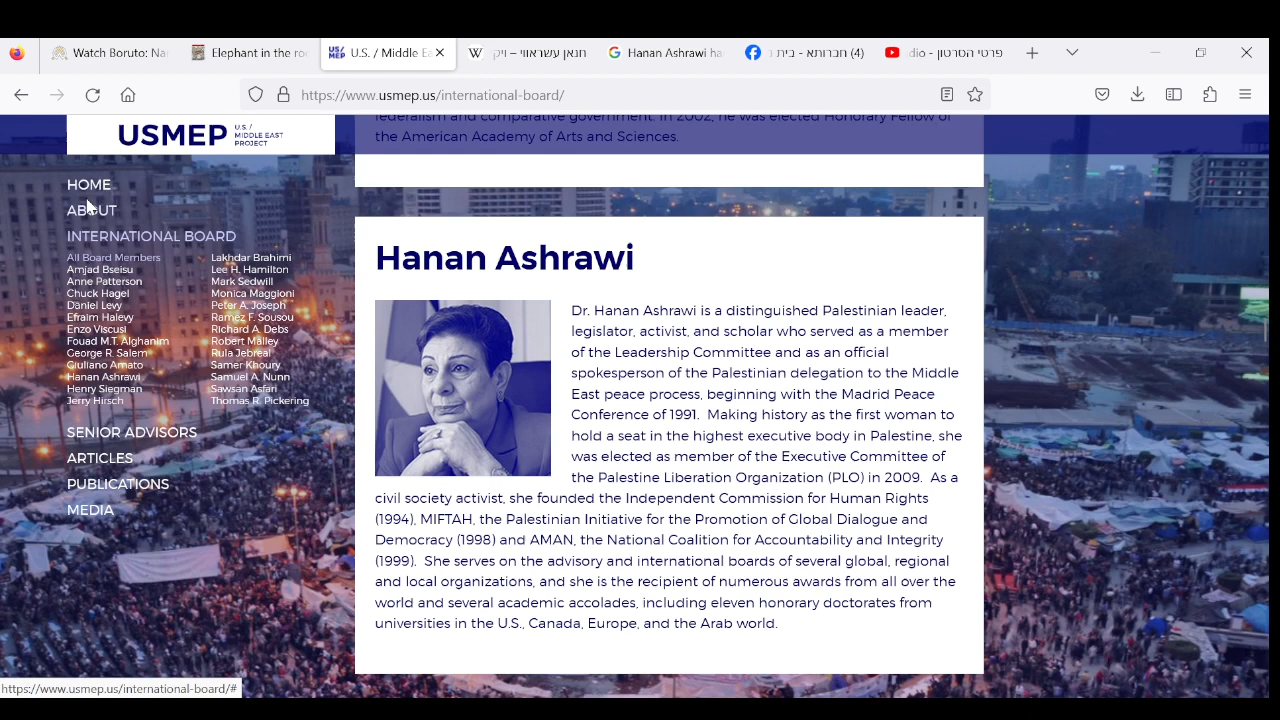 Watch Boruto: Na
Elephant in the ro
U.S. / Middle Ea
חנאן עשראווי – ויקי
Hanan Ashrawi ha
(4) חברותא - בית
פרטי הסרטון - dio
https://www.usmep.us/international-board/
USMEP
U.S. /
MIDDLE EAST
PROJECT
HOME
ABOUT
INTERNATIONAL BOARD
All Board Members
Amjad Bseisu
Anne Patterson
Chuck Hagel
Daniel Levy
Efraim Halevy
Enzo Viscusi
Fouad M.T. Alghanim
George R. Salem
Giuliano Amato
Hanan Ashrawi
Henry Siegman
Jerry Hirsch
Lakhdar Brahimi
Lee H. Hamilton
Mark Sedwill
Monica Maggioni
Peter A. Joseph
Ramez F. Sousou
Richard A. Debs
Robert Malley
Rula Jebreal
Samer Khoury
Samuel A. Nunn
Sawsan Asfari
Thomas R. Pickering
SENIOR ADVISORS
ARTICLES
PUBLICATIONS
MEDIA
federalism and comparative government. In 2002, he was elected Honorary Fellow of
the American Academy of Arts and Sciences.
Hanan Ashrawi
Dr. Hanan Ashrawi is a distinguished Palestinian leader,
legislator, activist, and scholar who served as a member
of the Leadership Committee and as an official
spokesperson of the Palestinian delegation to the Middle
East peace process, beginning with the Madrid Peace
Conference of 1991.  Making history as the first woman to
hold a seat in the highest executive body in Palestine, she
was elected as member of the Executive Committee of
the Palestine Liberation Organization (PLO) in 2009.  As a
civil society activist, she founded the Independent Commission for Human Rights
(1994), MIFTAH, the Palestinian Initiative for the Promotion of Global Dialogue and
Democracy (1998) and AMAN, the National Coalition for Accountability and Integrity
(1999).  She serves on the advisory and international boards of several global, regional
and local organizations, and she is the recipient of numerous awards from all over the
world and several academic accolades, including eleven honorary doctorates from
universities in the U.S., Canada, Europe, and the Arab world.
https://www.usmep.us/international-board/#